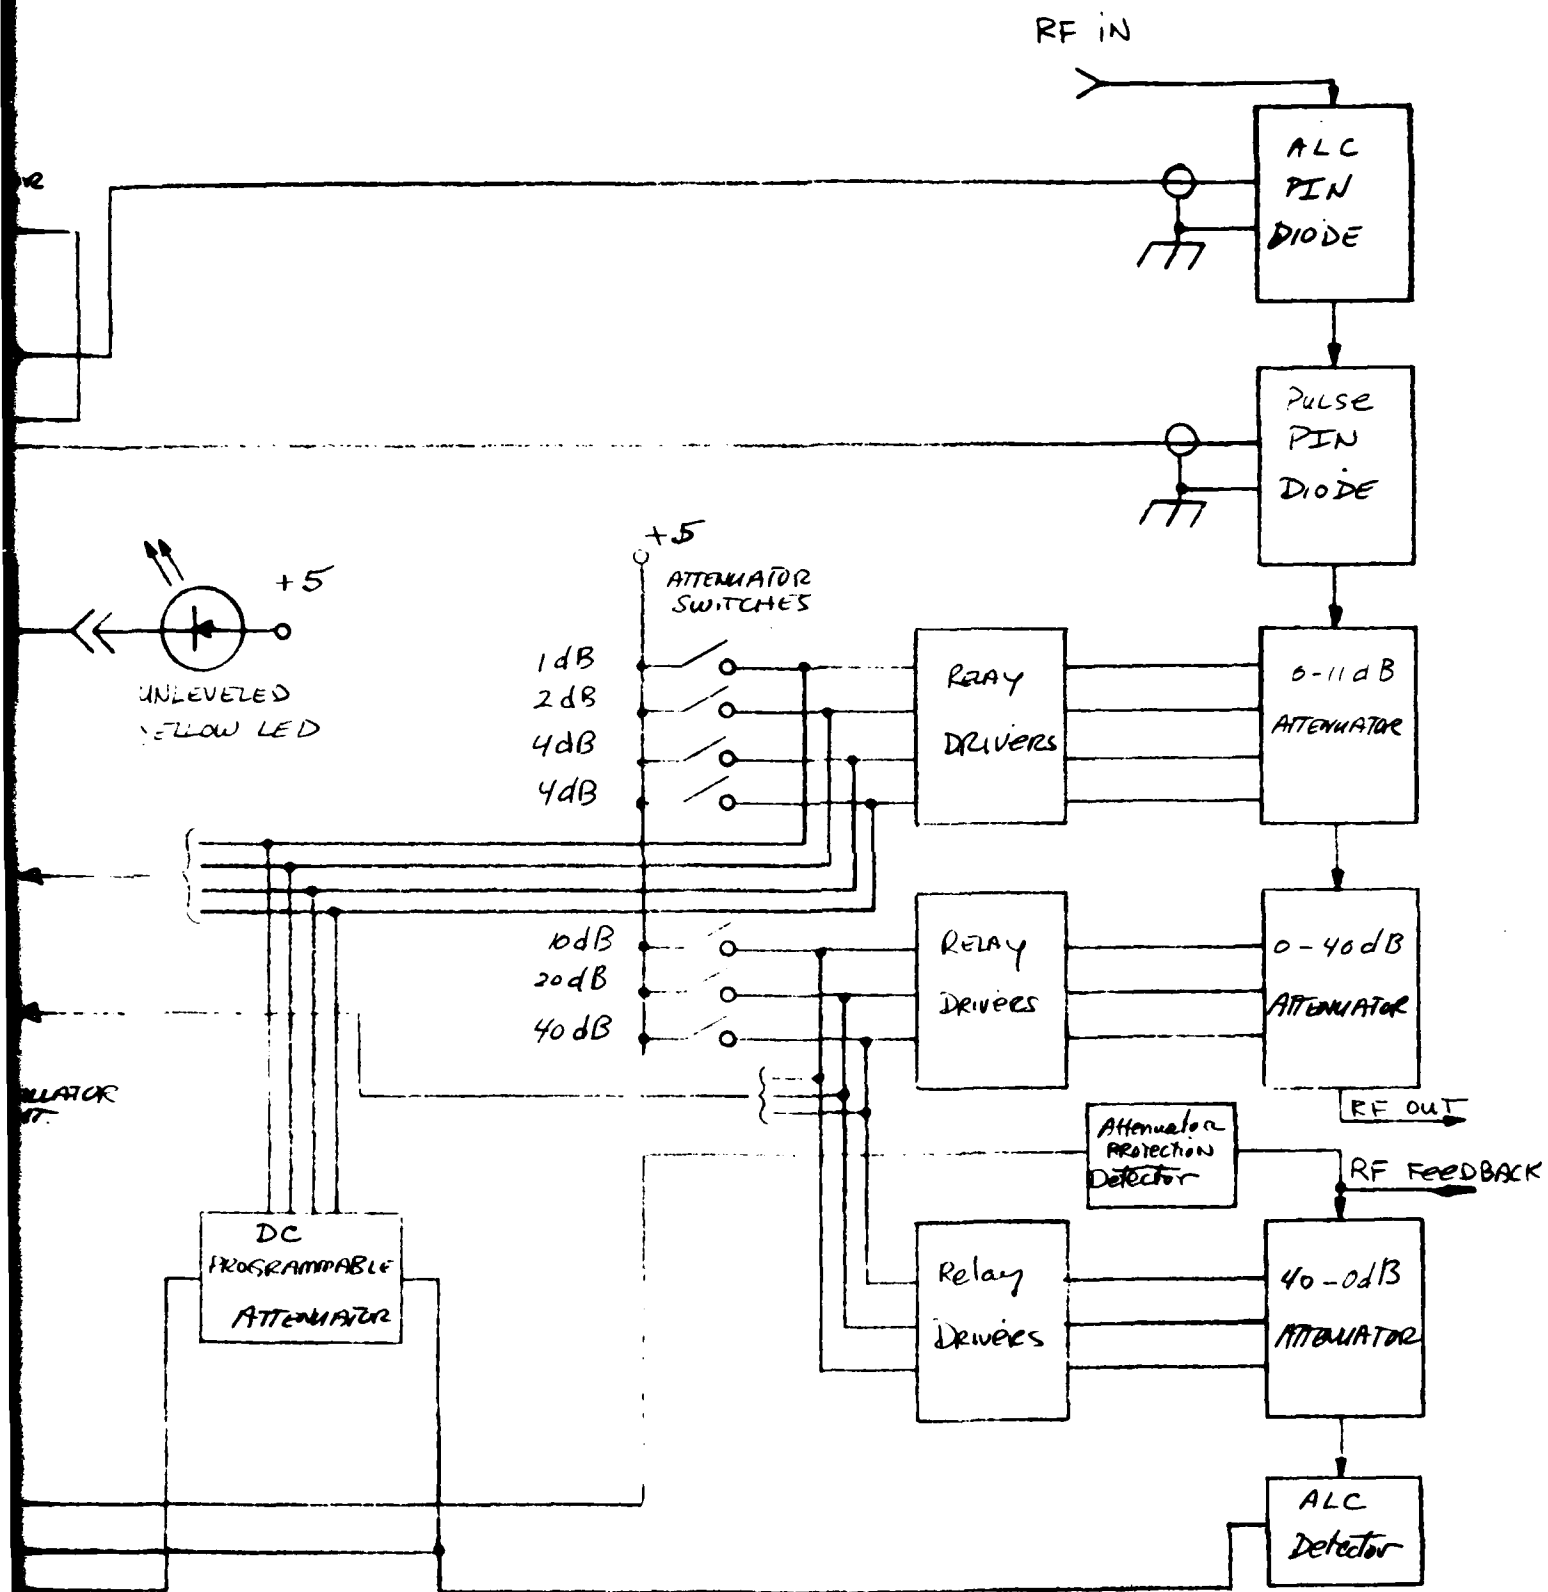 RF iN
ALC
PIN
DIODE
PULSE
PIN
DIODE
+5
ATTENUATOR
SWITCHES
+5
UNLEVELED
ELLOW LED
1dB
2dB
4dB
4dB
RELAY
DRIVERS
0-11dB
ATTENUATOR
10dB
20dB
40dB
RELAY
DRIVERS
0-40dB
ATTENUATOR
RF OUT
LLATOR
Attenuator
PROTECTION
Detector
RF FEEDBACK
DC
PROGRAMMABLE
ATTENUATOR
Relay
DRIVERS
40-0dB
ATTENUATOR
ALC
Detector